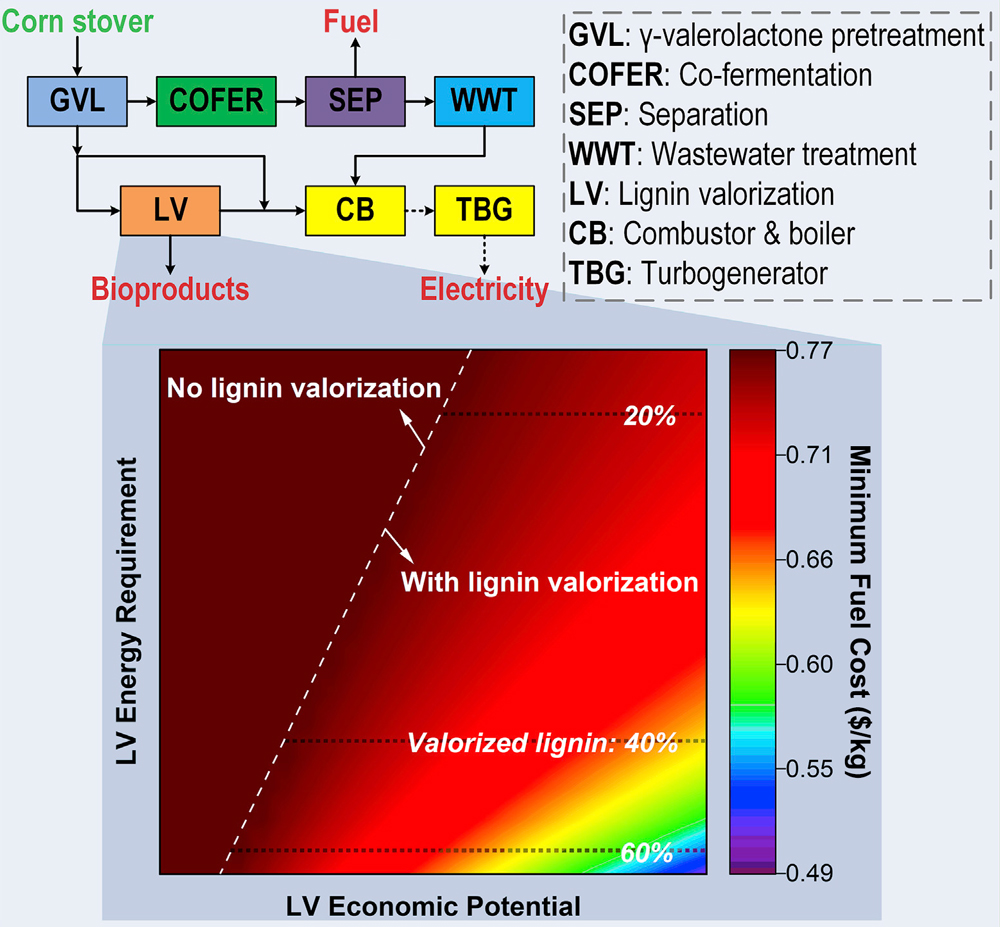 Corn stover
Fuel
GVL
COFER
SEP
WWT
LV
CB
TBG
Bioproducts
Electricity
GVL: γ-valerolactone pretreatment
COFER: Co-fermentation
SEP: Separation
WWT: Wastewater treatment
LV: Lignin valorization
CB: Combustor & boiler
TBG: Turbogenerator
No lignin valorization
20%
With lignin valorization
Valorized lignin: 40%
60%
LV Energy Requirement
LV Economic Potential
0.77
0.71
0.66
0.60
0.55
0.49
Minimum Fuel Cost ($/kg)